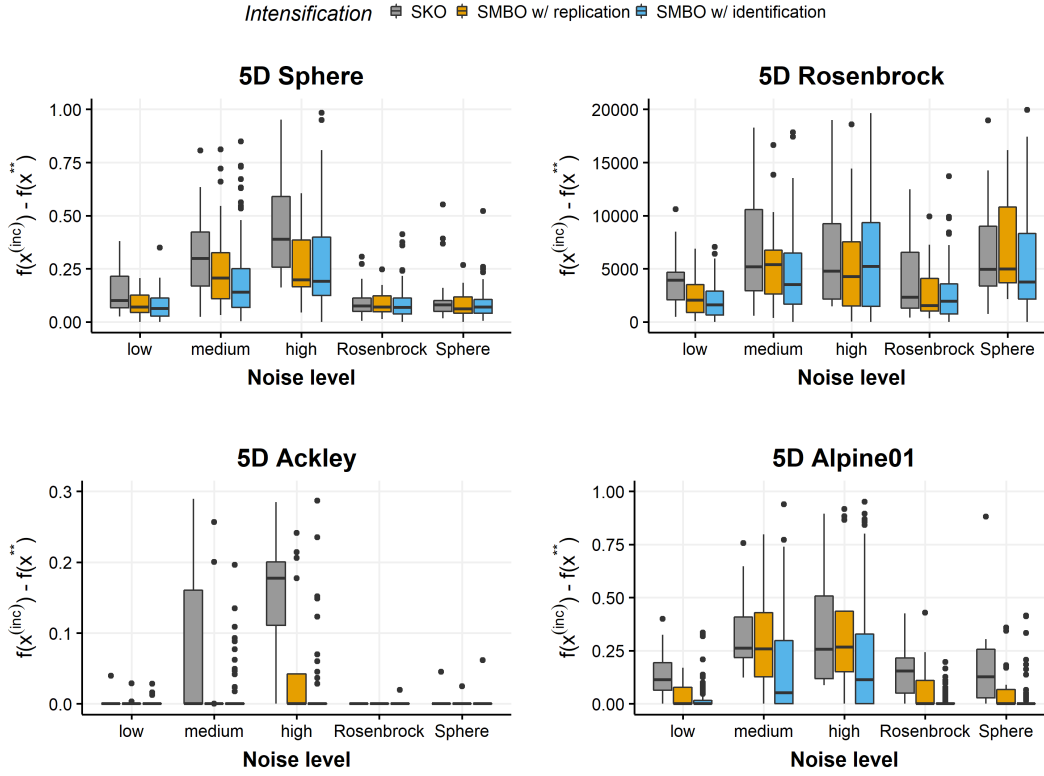 Intensification SKO SMBO w/ replication SMBO w/ identification
5D Sphere
f(x^(inc)) - f(x^**)
1.00
0.75
0.50
0.25
0.00
low medium high Rosenbrock Sphere
Noise level
5D Rosenbrock
f(x^(inc)) - f(x^**)
20000
15000
10000
5000
0
low medium high Rosenbrock Sphere
Noise level
5D Ackley
f(x^(inc)) - f(x^**)
0.3
0.2
0.1
0.0
low medium high Rosenbrock Sphere
Noise level
5D Alpine01
f(x^(inc)) - f(x^**)
1.00
0.75
0.50
0.25
0.00
low medium high Rosenbrock Sphere
Noise level